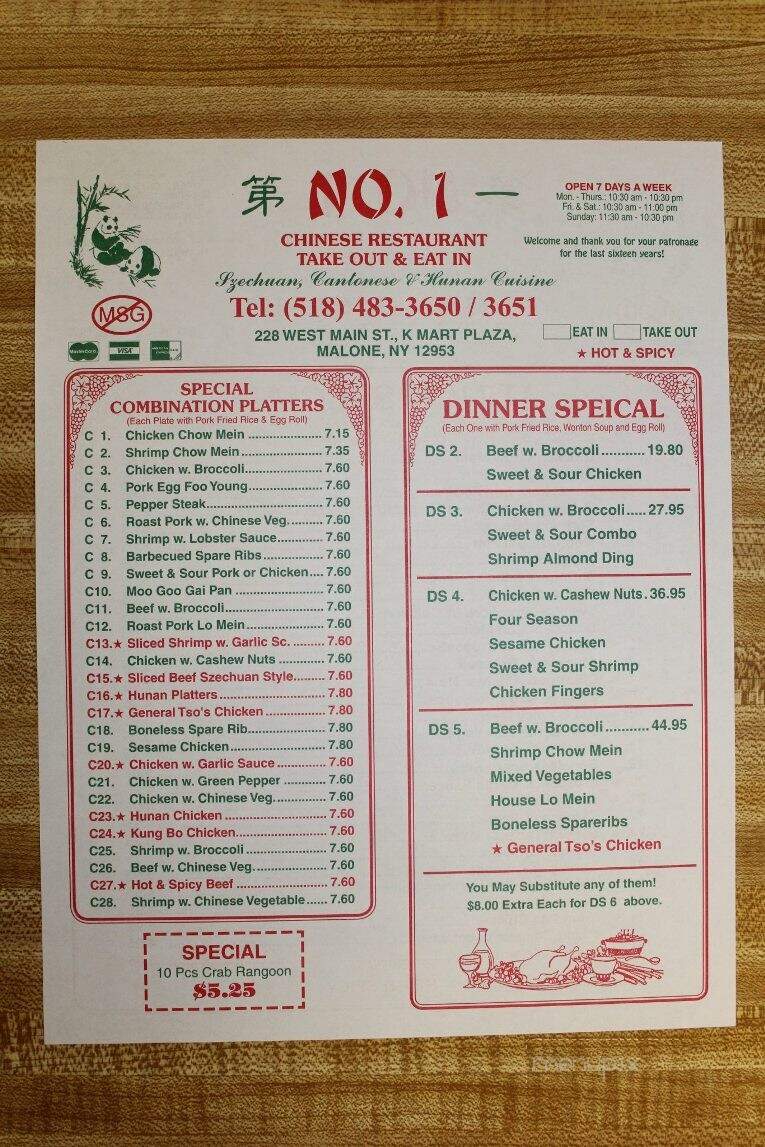 第 NO. 1 一
CHINESE RESTAURANT
TAKE OUT & EAT IN
Szechuan, Cantonese & Hunan Cuisine
Tel: (518) 483-3650 / 3651
228 WEST MAIN ST., K MART PLAZA,
MALONE, NY 12953
OPEN 7 DAYS A WEEK
Mon. - Thurs.: 10:30 am - 10:30 pm
Fri. & Sat.: 10:30 am - 11:00 pm
Sunday: 11:30 am - 10:30 pm
Welcome and thank you for your patronage
for the last sixteen years!
EAT IN TAKE OUT
★ HOT & SPICY
MSG
MasterCard VISA
SPECIAL
COMBINATION PLATTERS
(Each Plate with Pork Fried Rice & Egg Roll)
C 1. Chicken Chow Mein ...................... 7.15
C 2. Shrimp Chow Mein ........................ 7.35
C 3. Chicken w. Broccoli....................... 7.60
C 4. Pork Egg Foo Young...................... 7.60
C 5. Pepper Steak................................... 7.60
C 6. Roast Pork w. Chinese Veg.......... 7.60
C 7. Shrimp w. Lobster Sauce............. 7.60
C 8. Barbecued Spare Ribs.................. 7.60
C 9. Sweet & Sour Pork or Chicken.... 7.60
C10. Moo Goo Gai Pan .......................... 7.60
C11. Beef w. Broccoli............................. 7.60
C12. Roast Pork Lo Mein....................... 7.60
C13.★ Sliced Shrimp w. Garlic Sc. ......... 7.60
C14. Chicken w. Cashew Nuts ............. 7.60
C15.★ Sliced Beef Szechuan Style......... 7.60
C16.★ Hunan Platters................................ 7.80
C17.★ General Tso's Chicken .................. 7.80
C18. Boneless Spare Rib....................... 7.80
C19. Sesame Chicken............................. 7.80
C20.★ Chicken w. Garlic Sauce .............. 7.60
C21. Chicken w. Green Pepper ............ 7.60
C22. Chicken w. Chinese Veg............... 7.60
C23.★ Hunan Chicken ............................... 7.60
C24.★ Kung Bo Chicken........................... 7.60
C25. Shrimp w. Broccoli ........................ 7.60
C26. Beef w. Chinese Veg...................... 7.60
C27.★ Hot & Spicy Beef ........................... 7.60
C28. Shrimp w. Chinese Vegetable...... 7.60
SPECIAL
10 Pcs Crab Rangoon
$5.25
DINNER SPEICAL
(Each One with Pork Fried Rice, Wonton Soup and Egg Roll)
DS 2. Beef w. Broccoli........... 19.80
Sweet & Sour Chicken
DS 3. Chicken w. Broccoli..... 27.95
Sweet & Sour Combo
Shrimp Almond Ding
DS 4. Chicken w. Cashew Nuts. 36.95
Four Season
Sesame Chicken
Sweet & Sour Shrimp
Chicken Fingers
DS 5. Beef w. Broccoli........... 44.95
Shrimp Chow Mein
Mixed Vegetables
House Lo Mein
Boneless Spareribs
★ General Tso's Chicken
You May Substitute any of them!
$8.00 Extra Each for DS 6 above.
menupix